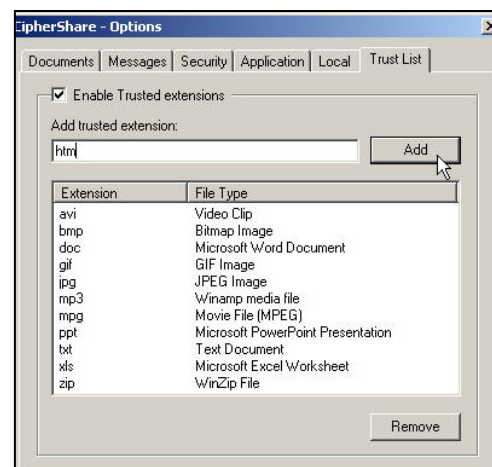 CipherShare - Options
Documents Messages Security Application Local Trust List
Enable Trusted extensions
Add trusted extension:
htm Add
Extension File Type
avi Video Clip
bmp Bitmap Image
doc Microsoft Word Document
gif GIF Image
jpg JPEG Image
mp3 Winamp media file
mpg Movie File (MPEG)
ppt Microsoft PowerPoint Presentation
txt Text Document
xls Microsoft Excel Worksheet
zip WinZip File
Remove